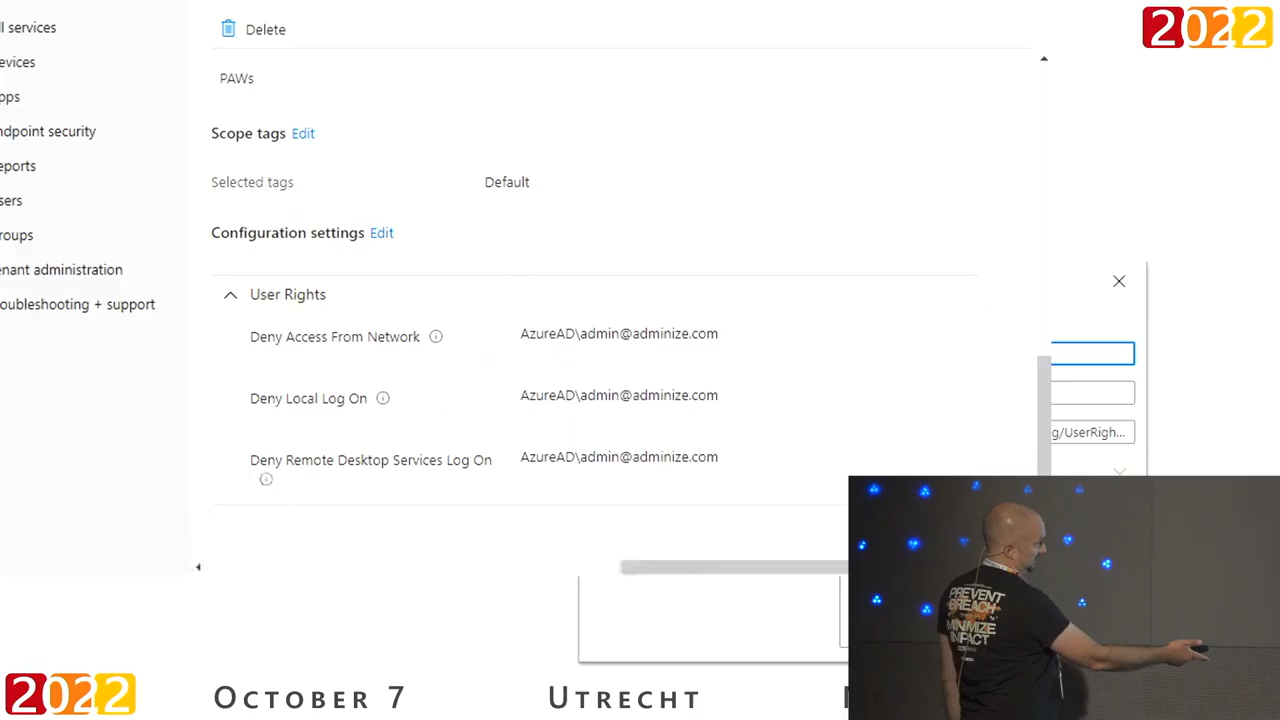 2022
ll services
Delete
evices
PAWs
pps
ndpoint security
Scope tags Edit
eports
Selected tags Default
sers
roups
Configuration settings Edit
enant administration
User Rights
oubleshooting + support
Deny Access From Network AzureAD\admin@adminize.com
Deny Local Log On AzureAD\admin@adminize.com
g/UserRigh...
Deny Remote Desktop Services Log On AzureAD\admin@adminize.com
PREVENT
BREACH
MINIMIZE
IMPACT
2022 OCTOBER 7 UTRECHT